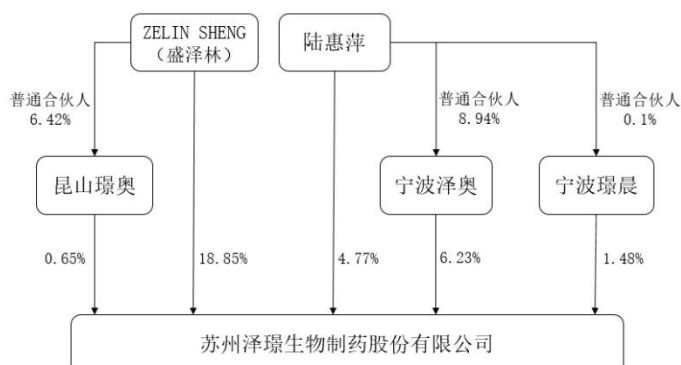 ZELIN SHENG
（盛泽林）
陆惠萍
普通合伙人
6.42%
普通合伙人
8.94%
普通合伙人
0.1%
昆山璟奥
宁波泽奥
宁波璟晨
0.65%
18.85%
4.77%
6.23%
1.48%
苏州泽璟生物制药股份有限公司